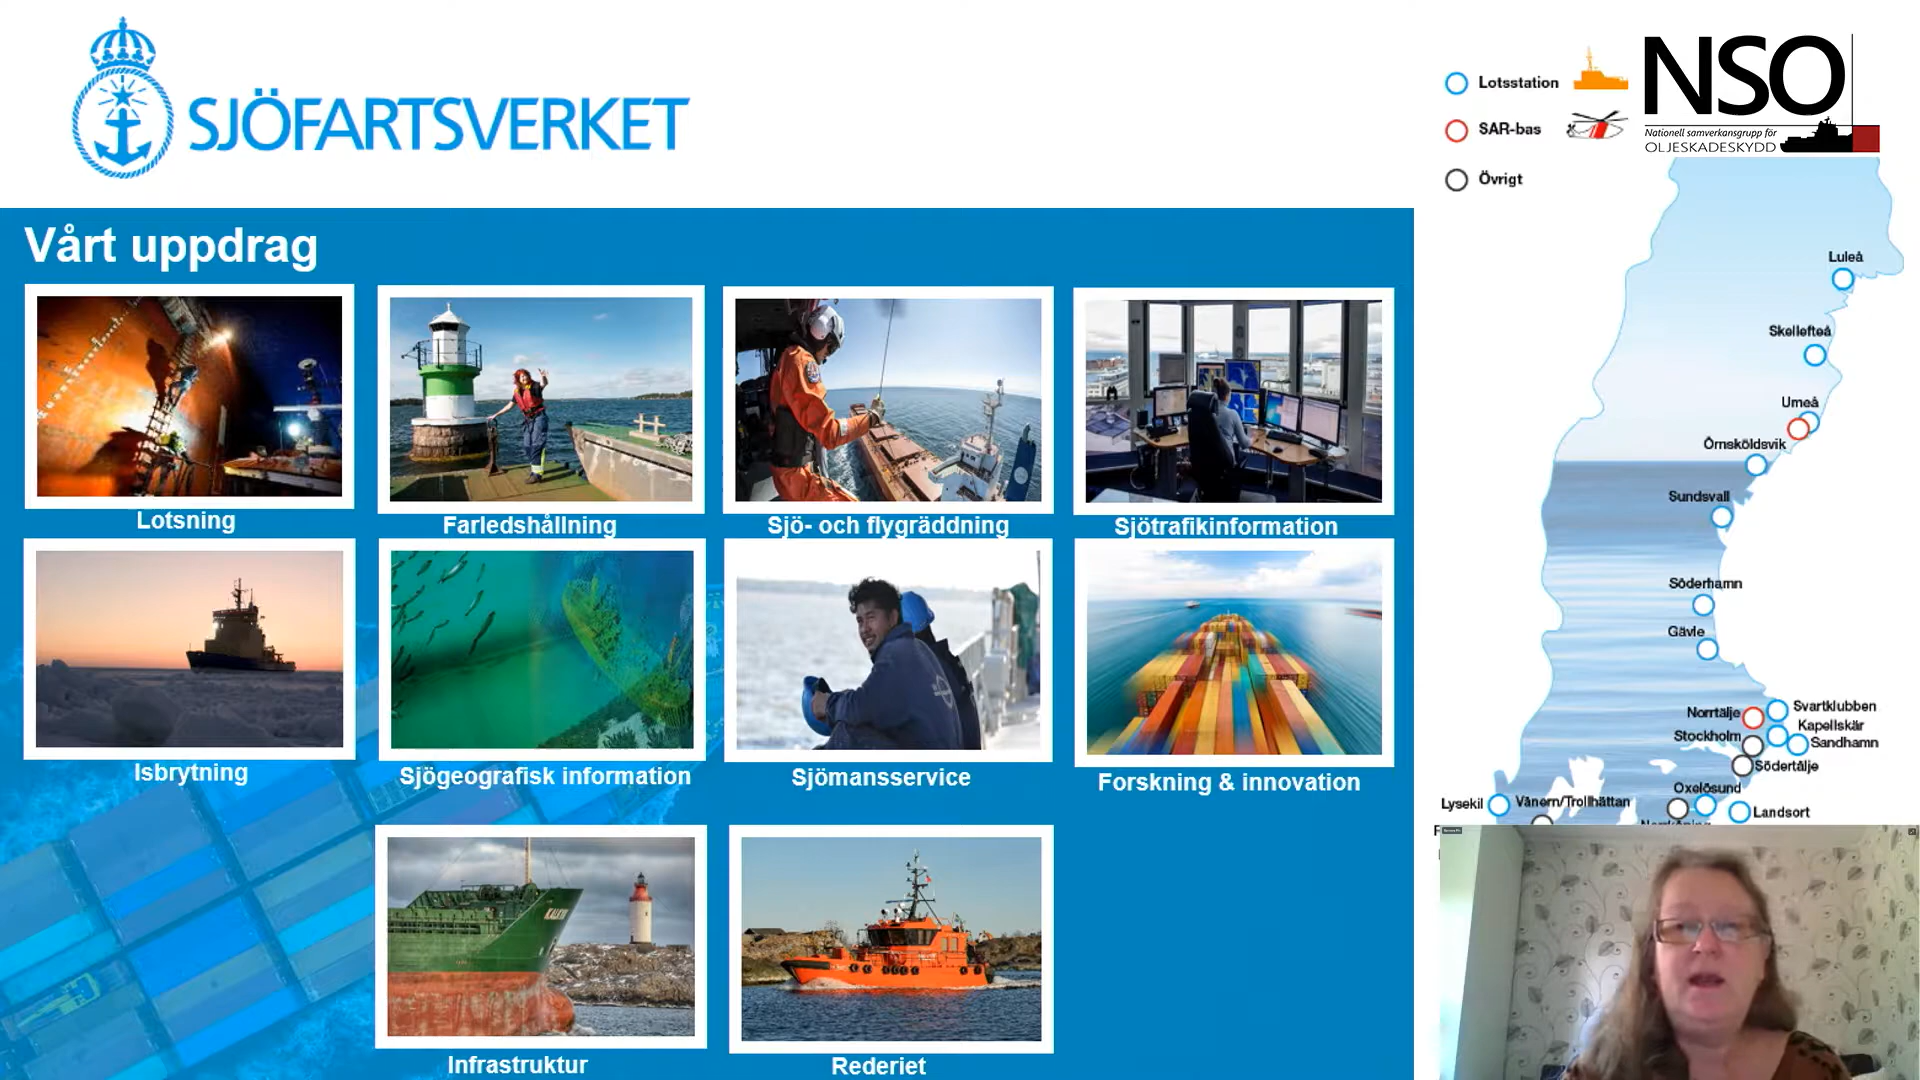 SJÖFARTSVERKET
Lotsstation
SAR-bas
Övrigt
NSO
Nationell samverkansgrupp för
OLJESKADESKYDD
Vårt uppdrag
Lotsning
Farledshållning
Sjö- och flygräddning
Sjötrafikinformation
Isbrytning
Sjögeografisk information
Sjömansservice
Forskning & innovation
Infrastruktur
Rederiet
Luleå
Skellefteå
Umeå
Örnsköldsvik
Sundsvall
Söderhamn
Gävle
Svartklubben
Norrtälje
Kapellskär
Stockholm
Sandhamn
Södertälje
Oxelösund
Lysekil
Vänern/Trollhättan
Landsort